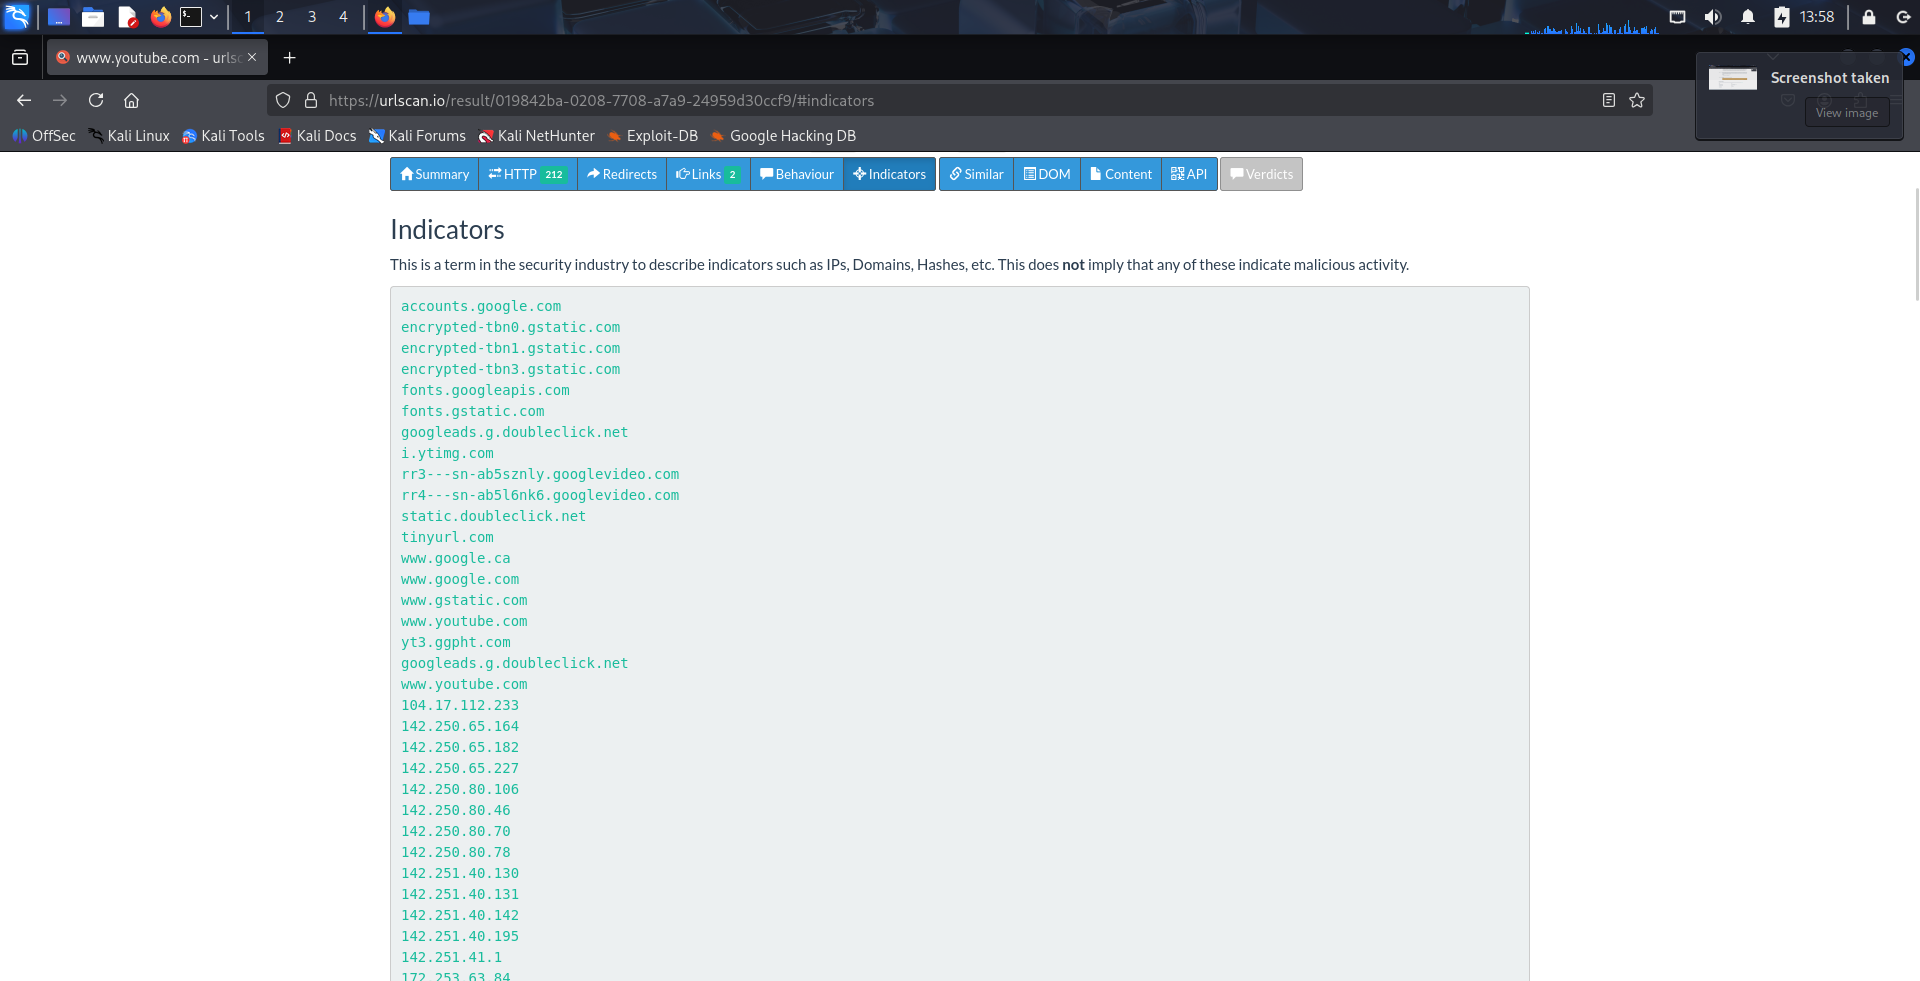 1 2 3 4
13:58
www.youtube.com - urlsc
Screenshot taken
View image
https://urlscan.io/result/019842ba-0208-7708-a7a9-24959d30ccf9/#indicators
OffSec Kali Linux Kali Tools Kali Docs Kali Forums Kali NetHunter Exploit-DB Google Hacking DB
Summary HTTP 212 Redirects Links 2 Behaviour Indicators Similar DOM Content API Verdicts
Indicators
This is a term in the security industry to describe indicators such as IPs, Domains, Hashes, etc. This does not imply that any of these indicate malicious activity.
accounts.google.com
encrypted-tbn0.gstatic.com
encrypted-tbn1.gstatic.com
encrypted-tbn3.gstatic.com
fonts.googleapis.com
fonts.gstatic.com
googleads.g.doubleclick.net
i.ytimg.com
rr3---sn-ab5sznly.googlevideo.com
rr4---sn-ab5l6nk6.googlevideo.com
static.doubleclick.net
tinyurl.com
www.google.ca
www.google.com
www.gstatic.com
www.youtube.com
yt3.ggpht.com
googleads.g.doubleclick.net
www.youtube.com
104.17.112.233
142.250.65.164
142.250.65.182
142.250.65.227
142.250.80.106
142.250.80.46
142.250.80.70
142.250.80.78
142.251.40.130
142.251.40.131
142.251.40.142
142.251.40.195
142.251.41.1
172.253.63.84